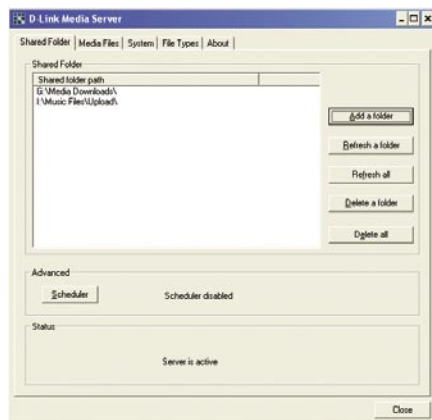 D-Link Media Server
Shared Folder Media Files System File Types About
Shared Folder
Shared folder path
G:\Media Downloads\
I:\Music Files\Upload\
Add a folder
Refresh a folder
Refresh all
Delete a folder
Delete all
Advanced
Scheduler
Scheduler disabled
Status
Server is active
Close